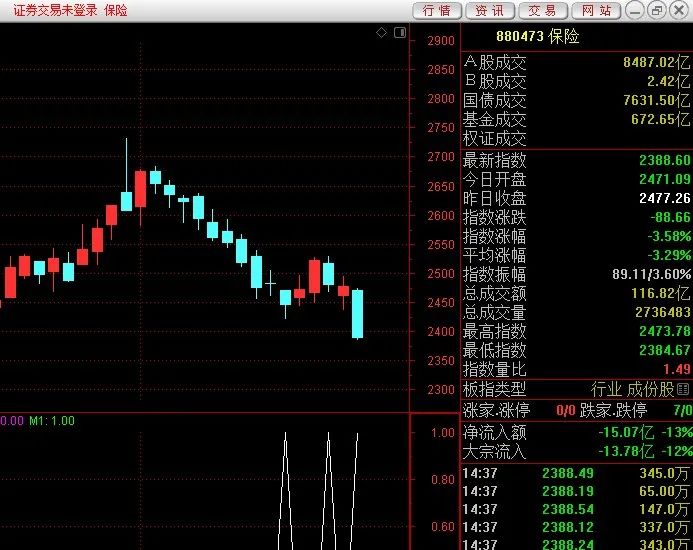 证券交易未登录 保险 行情 资讯 交易 网站
880473 保险
A股成交 8487.02亿
B股成交 2.42亿
国债成交 7631.50亿
基金成交 672.65亿
权证成交
最新指数 2388.60
今日开盘 2471.09
昨日收盘 2477.26
指数涨跌 -88.66
指数涨幅 -3.58%
平均涨幅 -3.29%
指数振幅 89.11/3.60%
总成交额 116.82亿
总成交量 2736483
最高指数 2473.78
最低指数 2384.67
指数量比 1.49
板指类型 行业 成份股
涨家.涨停 0/0 跌家.跌停 7/0
净流入额 -15.07亿 -13%
大宗流入 -13.78亿 -12%
14:37 2388.49 345.0万
14:37 2388.19 65.00万
14:37 2388.54 147.0万
14:37 2388.12 337.0万
14:37 2388.24 343.0万
2900
2850
2800
2750
2700
2650
2600
2550
2500
2450
2400
2350
2300
0.00 M1: 1.00
1.00
0.80
0.60